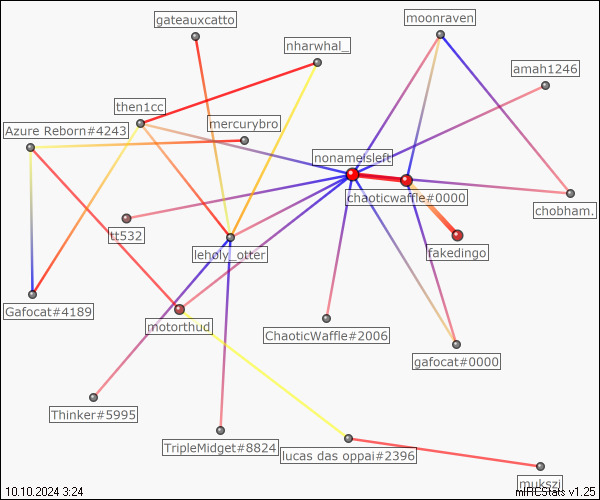 gateauxcatto
moonraven
nharwhal_
amah1246
then1cc
mercurybro
Azure Reborn#4243
nonameisleft
chaoticwaffle#0000
chobham.
tt532
leholy_otter
fakedingo
Gafocat#4189
motorthud
ChaoticWaffle#2006
gafocat#0000
Thinker#5995
TripleMidget#8824
lucas das oppai#2396
mukszi
10.10.2024 3:24
mIRCStats v1.25